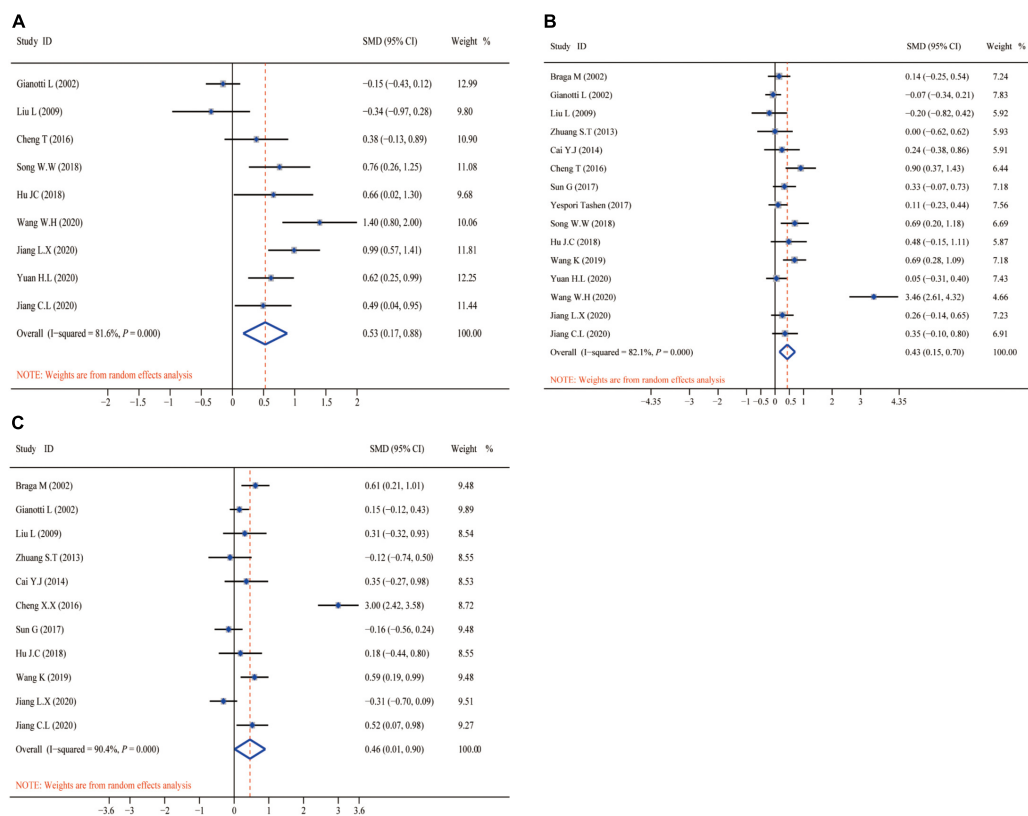 A
Study ID SMD (95% CI) Weight %
Gianotti L (2002) −0.15 (−0.43, 0.12) 12.99
Liu L (2009) −0.34 (−0.97, 0.28) 9.80
Cheng T (2016) 0.38 (−0.13, 0.89) 10.90
Song W.W (2018) 0.76 (0.26, 1.25) 11.08
Hu JC (2018) 0.66 (0.02, 1.30) 9.68
Wang W.H (2020) 1.40 (0.80, 2.00) 10.06
Jiang L.X (2020) 0.99 (0.57, 1.41) 11.81
Yuan H.L (2020) 0.62 (0.25, 0.99) 12.25
Jiang C.L (2020) 0.49 (0.04, 0.95) 11.44
Overall (I−squared = 81.6%, P = 0.000) 0.53 (0.17, 0.88) 100.00
NOTE: Weights are from random effects analysis
−2 −1.5 −1 −0.5 0 0.5 1 1.5 2
B
Study ID SMD (95% CI) Weight %
Braga M (2002) 0.14 (−0.25, 0.54) 7.24
Gianotti L (2002) −0.07 (−0.34, 0.21) 7.83
Liu L (2009) −0.20 (−0.82, 0.42) 5.92
Zhuang S.T (2013) 0.00 (−0.62, 0.62) 5.93
Cai Y.J (2014) 0.24 (−0.38, 0.86) 5.91
Cheng T (2016) 0.90 (0.37, 1.43) 6.44
Sun G (2017) 0.33 (−0.07, 0.73) 7.18
Yespori Tashen (2017) 0.11 (−0.23, 0.44) 7.56
Song W.W (2018) 0.69 (0.20, 1.18) 6.69
Hu J.C (2018) 0.48 (−0.15, 1.11) 5.87
Wang K (2019) 0.69 (0.28, 1.09) 7.18
Yuan H.L (2020) 0.05 (−0.31, 0.40) 7.43
Wang W.H (2020) 3.46 (2.61, 4.32) 4.66
Jiang L.X (2020) 0.26 (−0.14, 0.65) 7.23
Jiang C.L (2020) 0.35 (−0.10, 0.80) 6.91
Overall (I−squared = 82.1%, P = 0.000) 0.43 (0.15, 0.70) 100.00
NOTE: Weights are from random effects analysis
−4.35 −3 −2 −1 −0.5 0 0.5 1 2 3 4.35
C
Study ID SMD (95% CI) Weight %
Braga M (2002) 0.61 (0.21, 1.01) 9.48
Gianotti L (2002) 0.15 (−0.12, 0.43) 9.89
Liu L (2009) 0.31 (−0.32, 0.93) 8.54
Zhuang S.T (2013) −0.12 (−0.74, 0.50) 8.55
Cai Y.J (2014) 0.35 (−0.27, 0.98) 8.53
Cheng X.X (2016) 3.00 (2.42, 3.58) 8.72
Sun G (2017) −0.16 (−0.56, 0.24) 9.48
Hu J.C (2018) 0.18 (−0.44, 0.80) 8.55
Wang K (2019) 0.59 (0.19, 0.99) 9.48
Jiang L.X (2020) −0.31 (−0.70, 0.09) 9.51
Jiang C.L (2020) 0.52 (0.07, 0.98) 9.27
Overall (I−squared = 90.4%, P = 0.000) 0.46 (0.01, 0.90) 100.00
NOTE: Weights are from random effects analysis
−3.6 −3 −2 −1 0 1 2 3 3.6